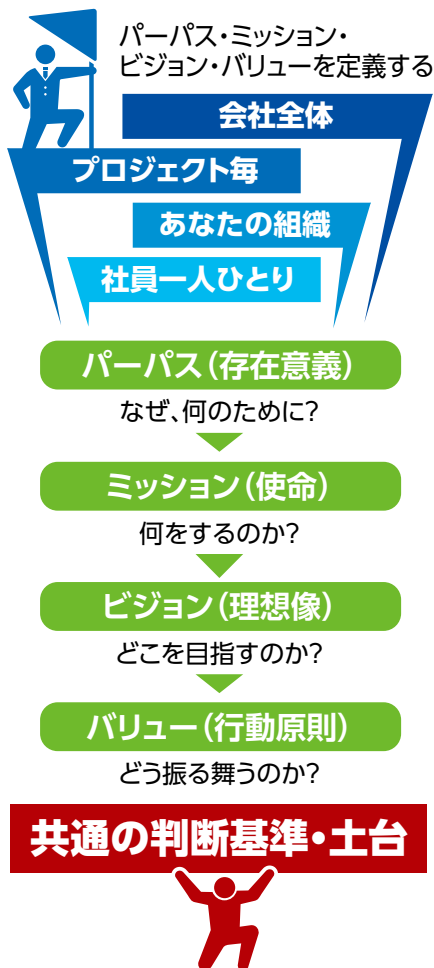 パーパス・ミッション・
ビジョン・バリューを定義する
会社全体
プロジェクト毎
あなたの組織
社員一人ひとり
パーパス（存在意義）
なぜ、何のために?
ミッション（使命）
何をするのか?
ビジョン（理想像）
どこを目指すのか?
バリュー（行動原則）
どう振る舞うのか?
共通の判断基準・土台